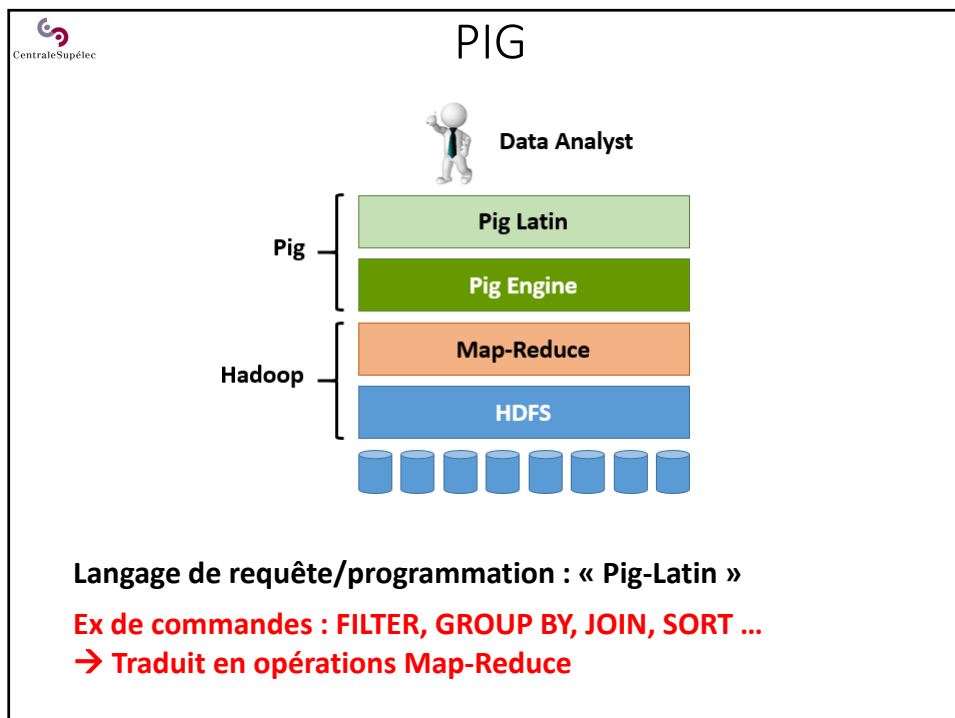 CentraleSupélec
PIG
Data Analyst
Pig
Pig Latin
Pig Engine
Hadoop
Map-Reduce
HDFS
Langage de requête/programmation : « Pig-Latin »
Ex de commandes : FILTER, GROUP BY, JOIN, SORT …
→ Traduit en opérations Map-Reduce